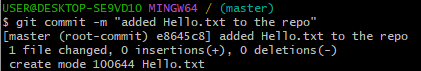 USER@DESKTOP-SE9VD1O MINGW64 / (master)
$ git commit -m "added Hello.txt to the repo"
[master (root-commit) e8645c8] added Hello.txt to the repo
1 file changed, 0 insertions(+), 0 deletions(-)
create mode 100644 Hello.txt